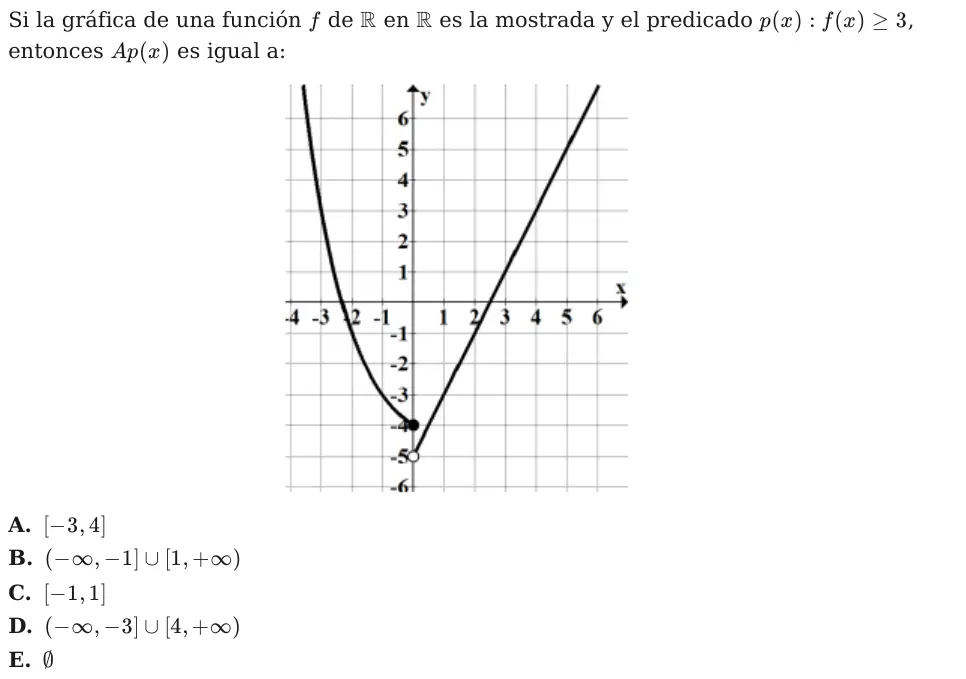 Si la gráfica de una función f de ℝ en ℝ es la mostrada y el predicado p(x) : f(x) ≥ 3,
entonces Ap(x) es igual a:
y
6
5
4
3
2
1
x
-4 -3 -2 -1 1 2 3 4 5 6
-1
-2
-3
-4
-5
-6
A. [−3, 4]
B. (−∞, −1] ∪ [1, +∞)
C. [−1, 1]
D. (−∞, −3] ∪ [4, +∞)
E. ∅